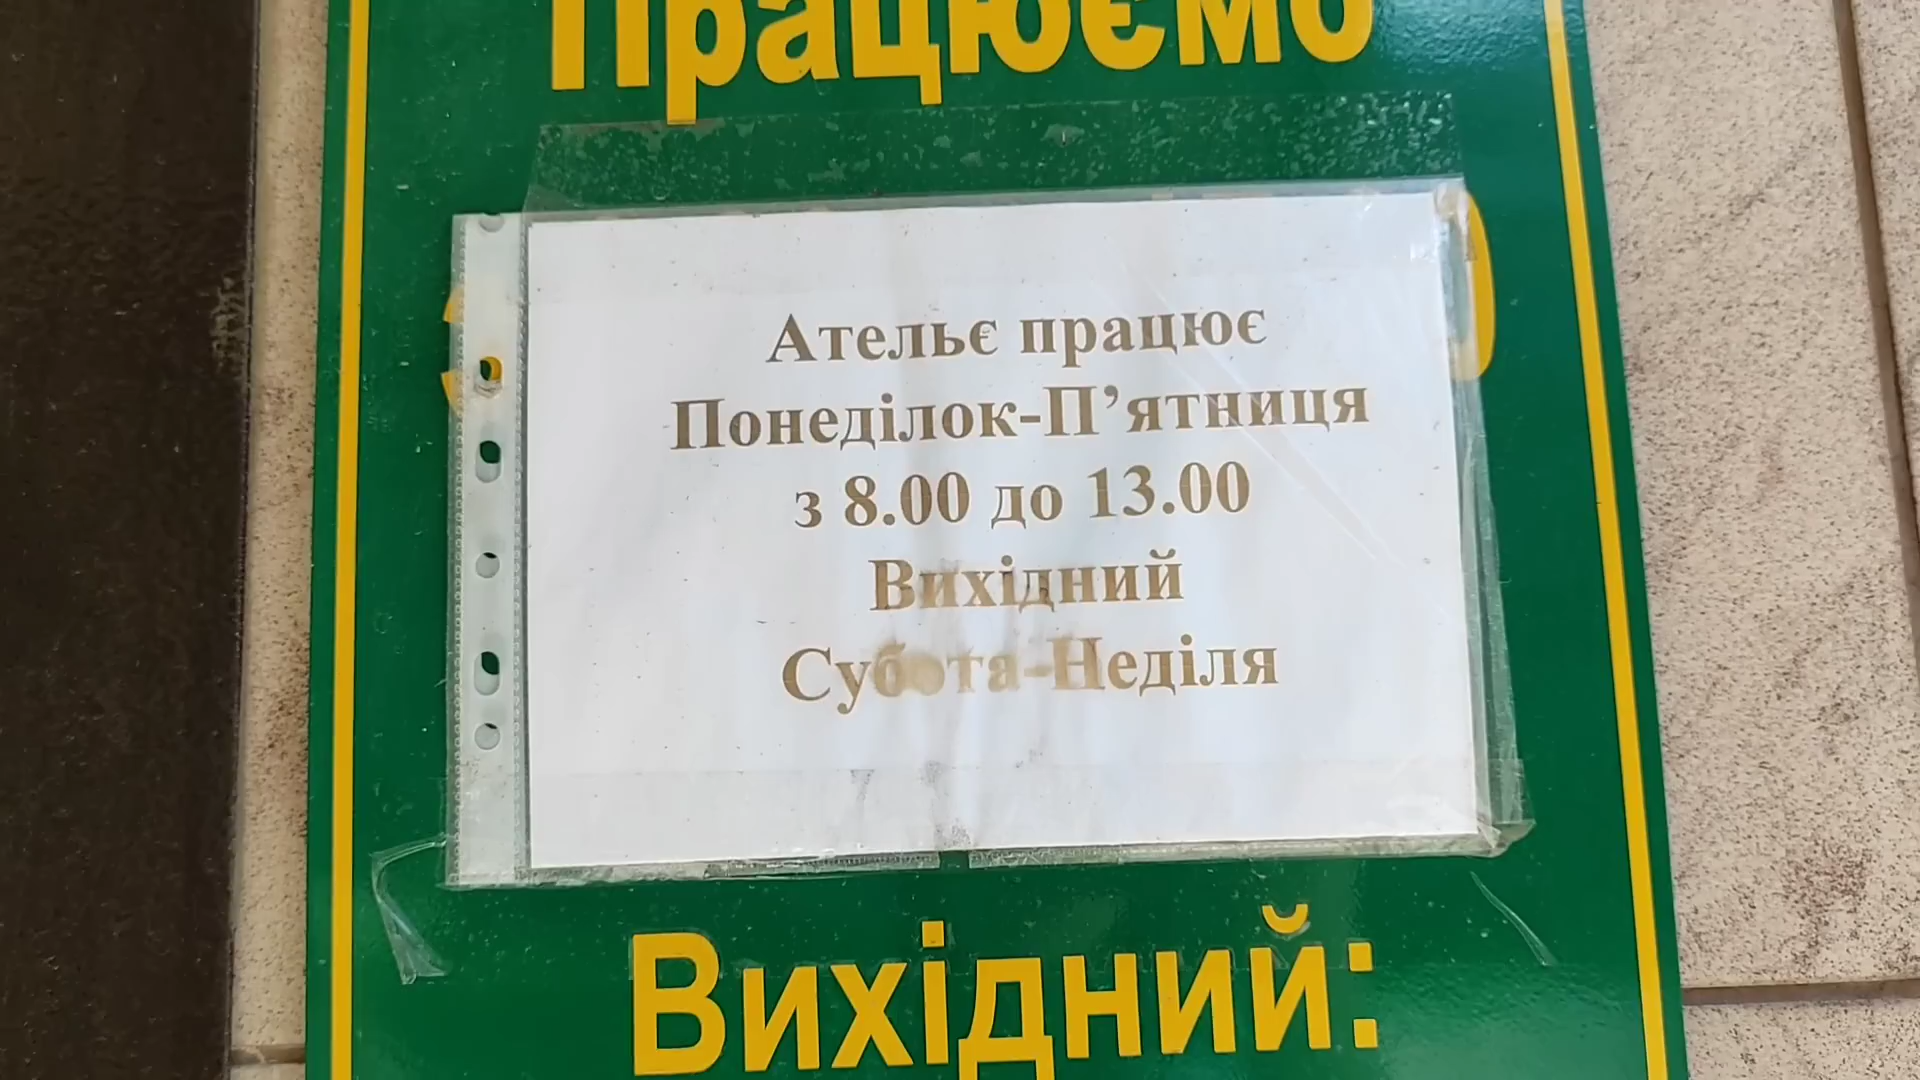 Працюємо
Ательє працює
Понеділок-П’ятниця
з 8.00 до 13.00
Вихідний
Субота-Неділя
Вихідний: